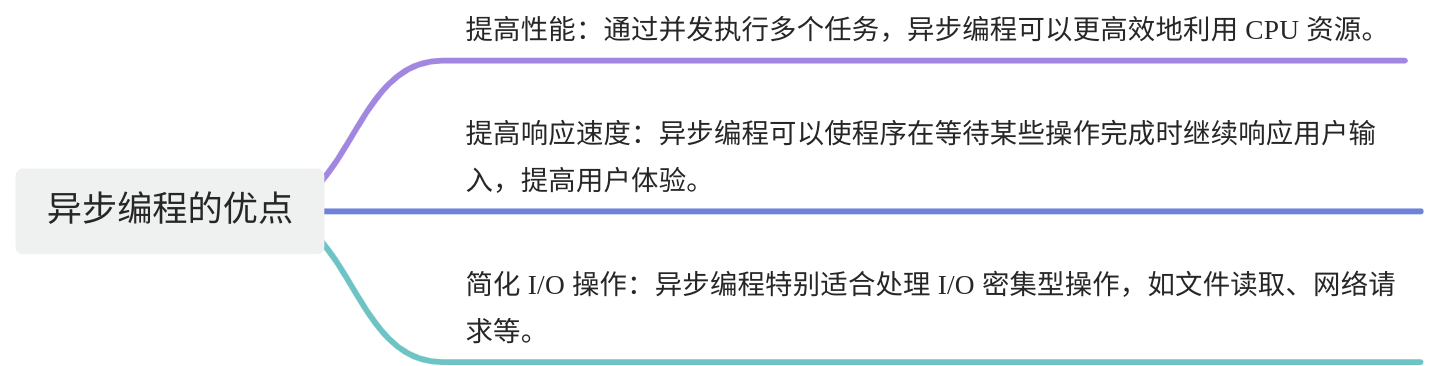 提高性能：通过并发执行多个任务，异步编程可以更高效地利用 CPU 资源。
提高响应速度：异步编程可以使程序在等待某些操作完成时继续响应用户输
入，提高用户体验。
异步编程的优点
简化 I/O 操作：异步编程特别适合处理 I/O 密集型操作，如文件读取、网络请
求等。